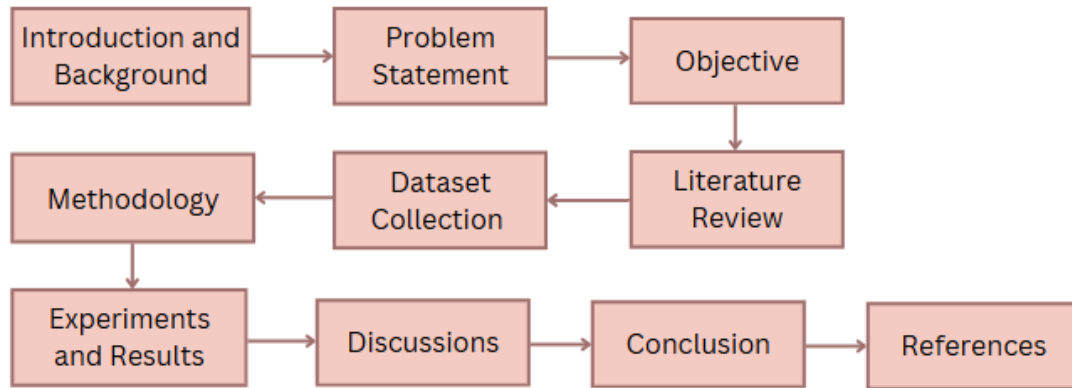 Introduction and
Background
Problem
Statement
Objective
Literature
Review
Dataset
Collection
Methodology
Experiments
and Results
Discussions
Conclusion
References